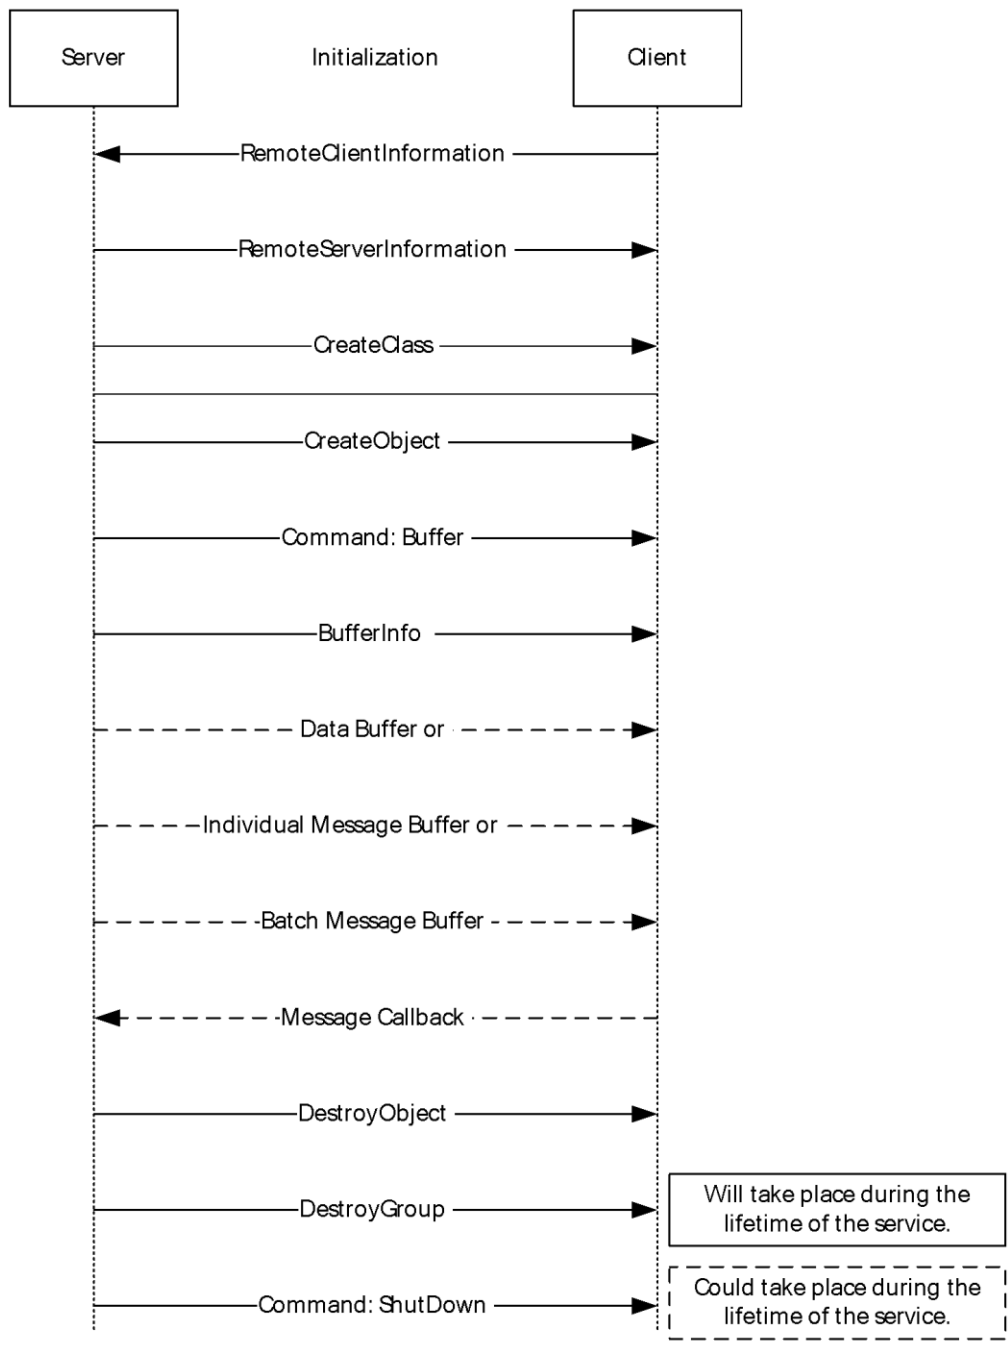 Server
Initialization
Client
RemoteClientInformation
RemoteServerInformation
CreateClass
CreateObject
Command: Buffer
BufferInfo
Data Buffer or
Individual Message Buffer or
Batch Message Buffer
Message Callback
DestroyObject
DestroyGroup
Will take place during the
lifetime of the service.
Command: ShutDown
Could take place during the
lifetime of the service.